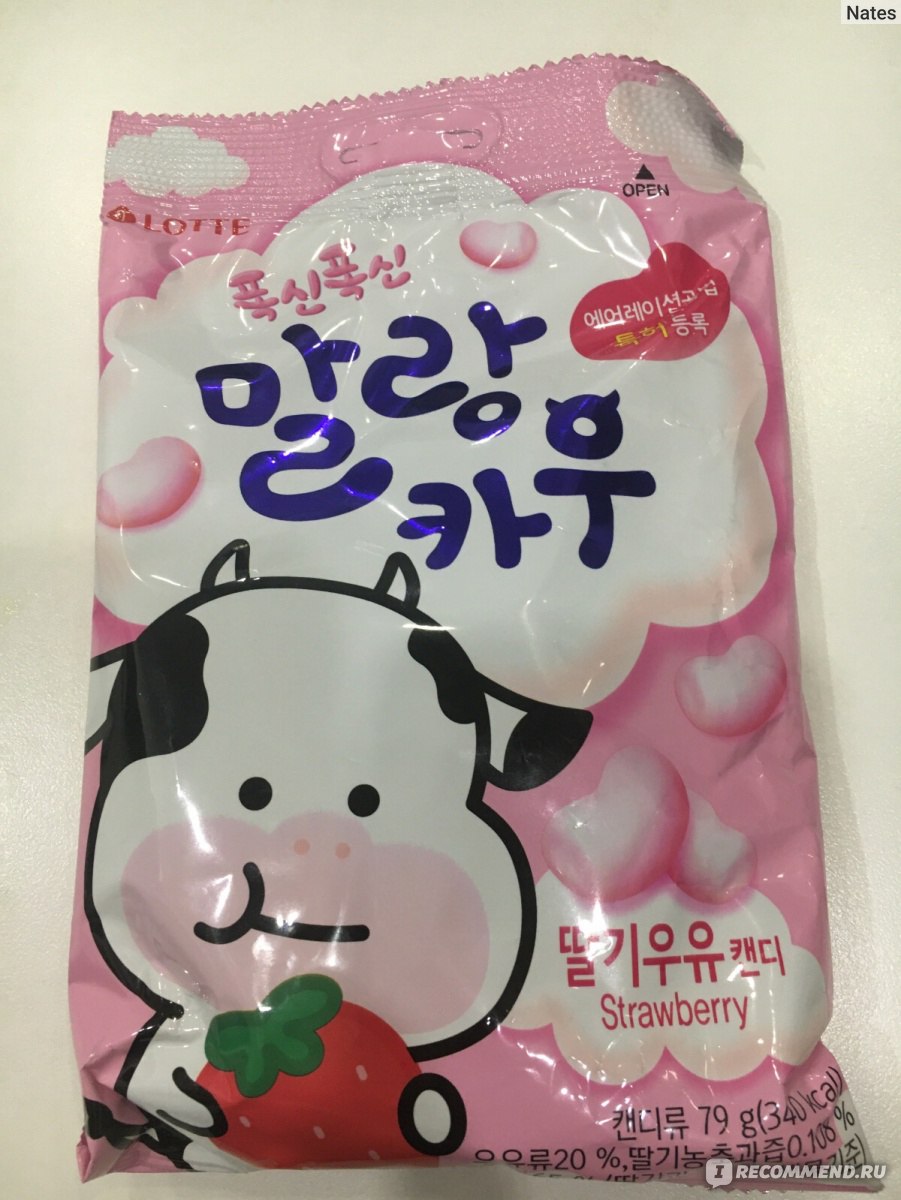 Nates
OPEN
LOTTE
폭신폭신
에어레이션공법
특허등록
말랑
카우
딸기우유캔디
Strawberry
캔디류 79 g(340 kcal)
우유류20 %,딸기농축과즙0.108 %
IRECOMMEND.RU